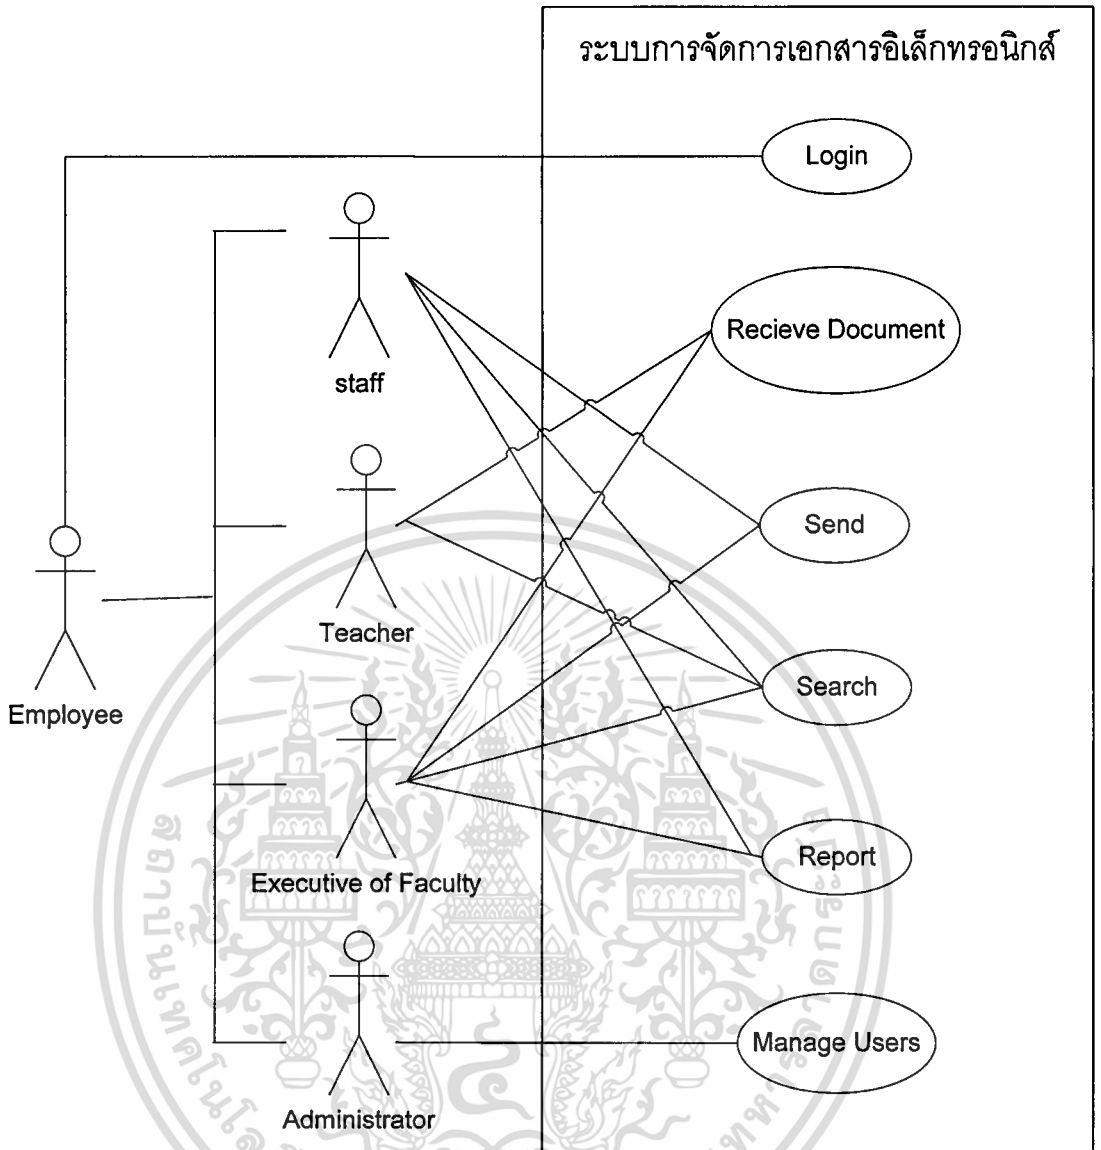 ระบบการจัดการเอกสารอิเล็กทรอนิกส์
Login
staff
Recieve Document
Teacher
Send
Employee
Search
Executive of Faculty
Report
Administrator
Manage Users